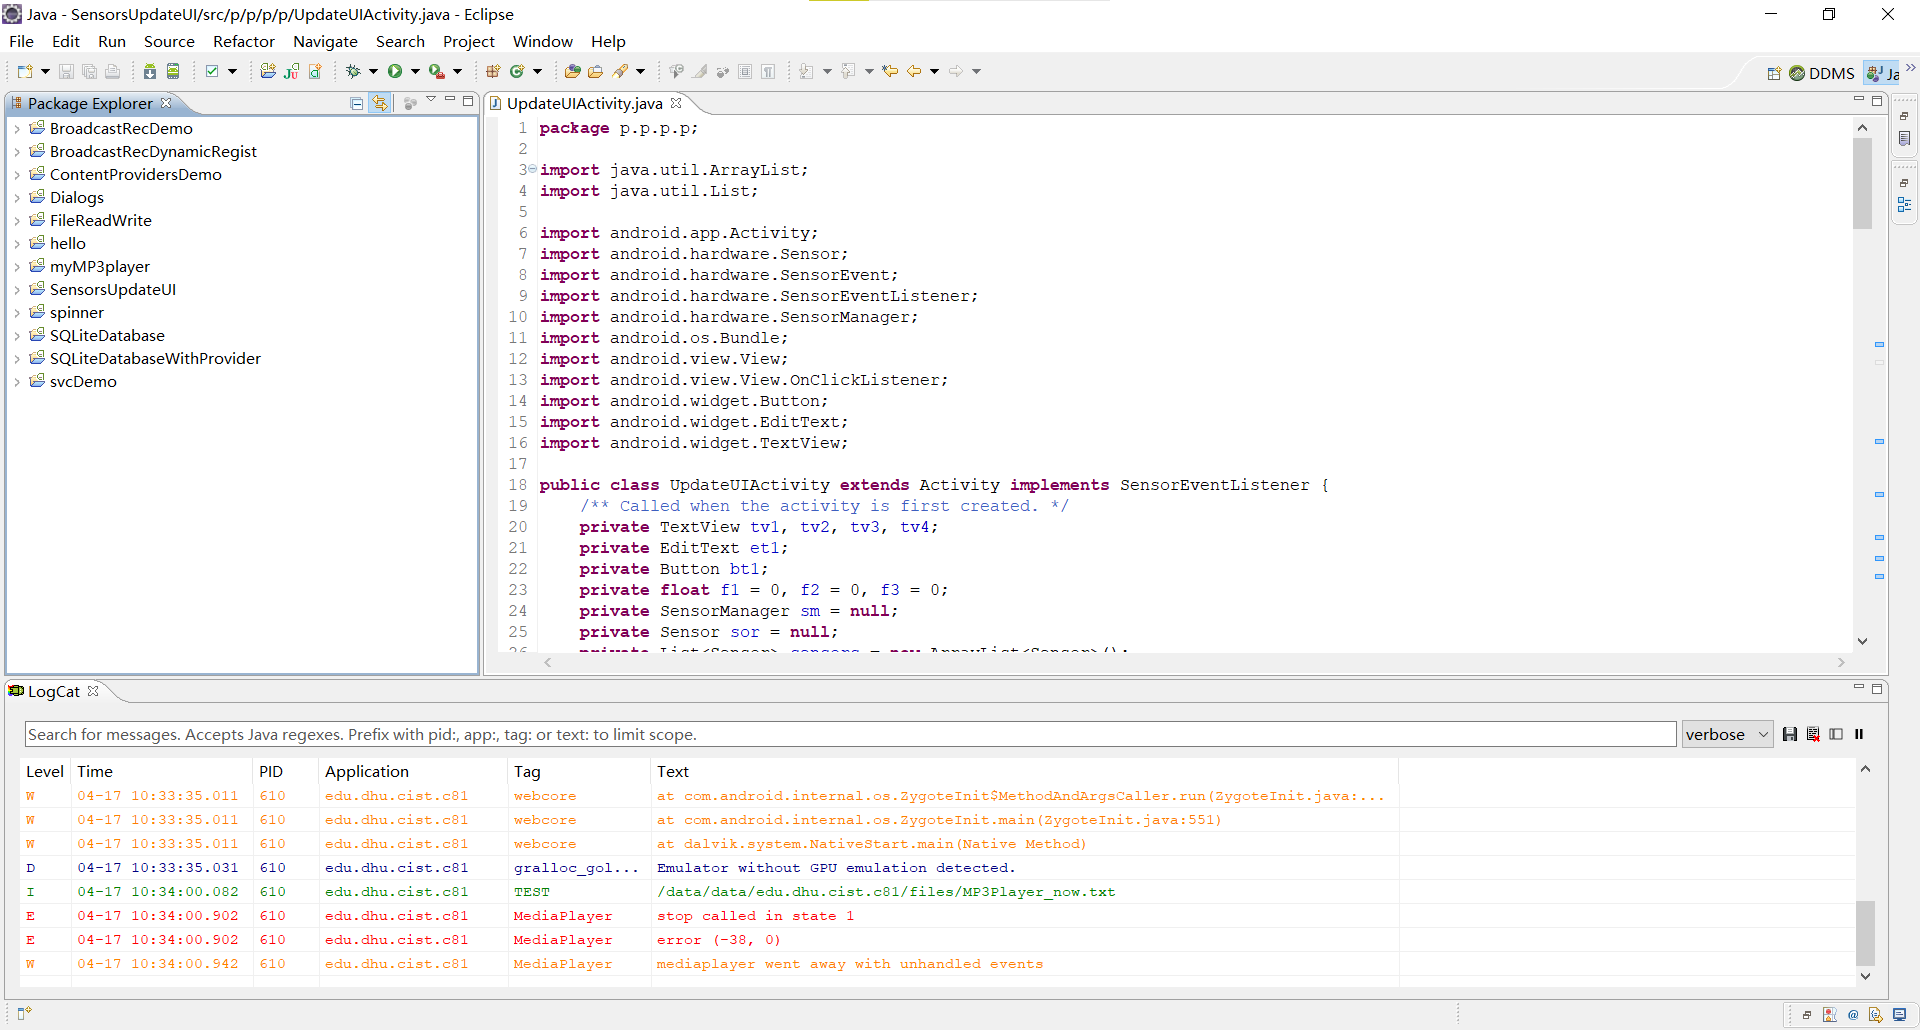 Java - SensorsUpdateUI/src/p/p/p/p/UpdateUIActivity.java - Eclipse
File Edit Run Source Refactor Navigate Search Project Window Help
DDMS Ja
Package Explorer
BroadcastRecDemo
BroadcastRecDynamicRegist
ContentProvidersDemo
Dialogs
FileReadWrite
hello
myMP3player
SensorsUpdateUI
spinner
SQLiteDatabase
SQLiteDatabaseWithProvider
svcDemo
UpdateUIActivity.java
1 package p.p.p.p;
2
3 import java.util.ArrayList;
4 import java.util.List;
5
6 import android.app.Activity;
7 import android.hardware.Sensor;
8 import android.hardware.SensorEvent;
9 import android.hardware.SensorEventListener;
10 import android.hardware.SensorManager;
11 import android.os.Bundle;
12 import android.view.View;
13 import android.view.View.OnClickListener;
14 import android.widget.Button;
15 import android.widget.EditText;
16 import android.widget.TextView;
17
18 public class UpdateUIActivity extends Activity implements SensorEventListener {
19 /** Called when the activity is first created. */
20 private TextView tv1, tv2, tv3, tv4;
21 private EditText et1;
22 private Button bt1;
23 private float f1 = 0, f2 = 0, f3 = 0;
24 private SensorManager sm = null;
25 private Sensor sor = null;
26 private List<Sensor> sensors = new ArrayList<Sensor>();
LogCat
Search for messages. Accepts Java regexes. Prefix with pid:, app:, tag: or text: to limit scope.
verbose
Level Time PID Application Tag Text
W 04-17 10:33:35.011 610 edu.dhu.cist.c81 webcore at com.android.internal.os.ZygoteInit$MethodAndArgsCaller.run(ZygoteInit.java:...
W 04-17 10:33:35.011 610 edu.dhu.cist.c81 webcore at com.android.internal.os.ZygoteInit.main(ZygoteInit.java:551)
W 04-17 10:33:35.011 610 edu.dhu.cist.c81 webcore at dalvik.system.NativeStart.main(Native Method)
D 04-17 10:33:35.031 610 edu.dhu.cist.c81 gralloc_gol... Emulator without GPU emulation detected.
I 04-17 10:34:00.082 610 edu.dhu.cist.c81 TEST /data/data/edu.dhu.cist.c81/files/MP3Player_now.txt
E 04-17 10:34:00.902 610 edu.dhu.cist.c81 MediaPlayer stop called in state 1
E 04-17 10:34:00.902 610 edu.dhu.cist.c81 MediaPlayer error (-38, 0)
W 04-17 10:34:00.942 610 edu.dhu.cist.c81 MediaPlayer mediaplayer went away with unhandled events